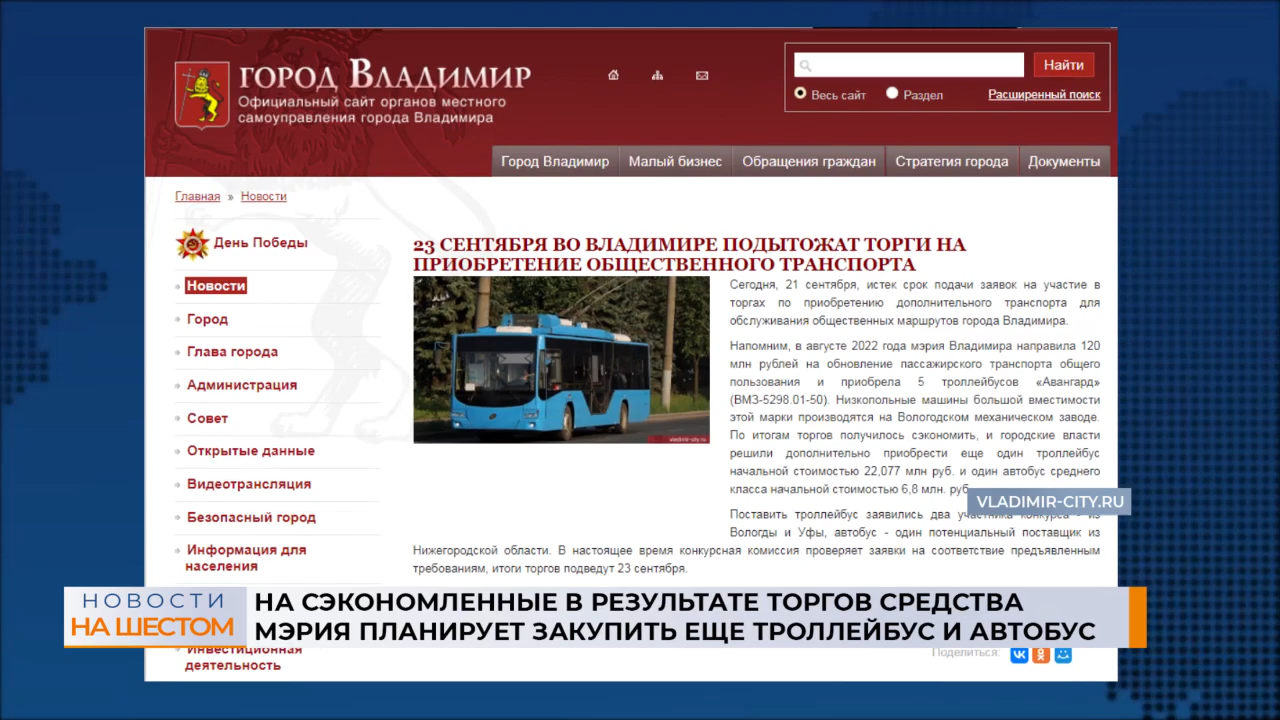 ГОРОД ВЛАДИМИР
Официальный сайт органов местного
самоуправления города Владимира
Найти
Весь сайт
Раздел
Расширенный поиск
Город Владимир
Малый бизнес
Обращения граждан
Стратегия города
Документы
Главная » Новости
День Победы
Новости
Город
Глава города
Администрация
Совет
Открытые данные
Видеотрансляция
Безопасный город
Информация для
населения
Инвестиционная
деятельность
23 СЕНТЯБРЯ ВО ВЛАДИМИРЕ ПОДЫТОЖАТ ТОРГИ НА
ПРИОБРЕТЕНИЕ ОБЩЕСТВЕННОГО ТРАНСПОРТА
vladimir-city.ru
Сегодня, 21 сентября, истек срок подачи заявок на участие в
торгах по приобретению дополнительного транспорта для
обслуживания общественных маршрутов города Владимира.
Напомним, в августе 2022 года мэрия Владимира направила 120
млн рублей на обновление пассажирского транспорта общего
пользования и приобрела 5 троллейбусов «Авангард»
(ВМЗ-5298.01-50). Низкопольные машины большой вместимости
этой марки производятся на Вологодском механическом заводе.
По итогам торгов получилось сэкономить, и городские власти
решили дополнительно приобрести еще один троллейбус
начальной стоимостью 22,077 млн руб. и один автобус среднего
класса начальной стоимостью 6,8 млн. руб
VLADIMIR-CITY.RU
Поставить троллейбус заявились два участника конкурса - из
Вологды и Уфы, автобус - один потенциальный поставщик из
Нижегородской области. В настоящее время конкурсная комиссия проверяет заявки на соответствие предъявленным
требованиям, итоги торгов подведут 23 сентября.
НОВОСТИ
НА ШЕСТОМ
НА СЭКОНОМЛЕННЫЕ В РЕЗУЛЬТАТЕ ТОРГОВ СРЕДСТВА
МЭРИЯ ПЛАНИРУЕТ ЗАКУПИТЬ ЕЩЕ ТРОЛЛЕЙБУС И АВТОБУС
Поделиться: